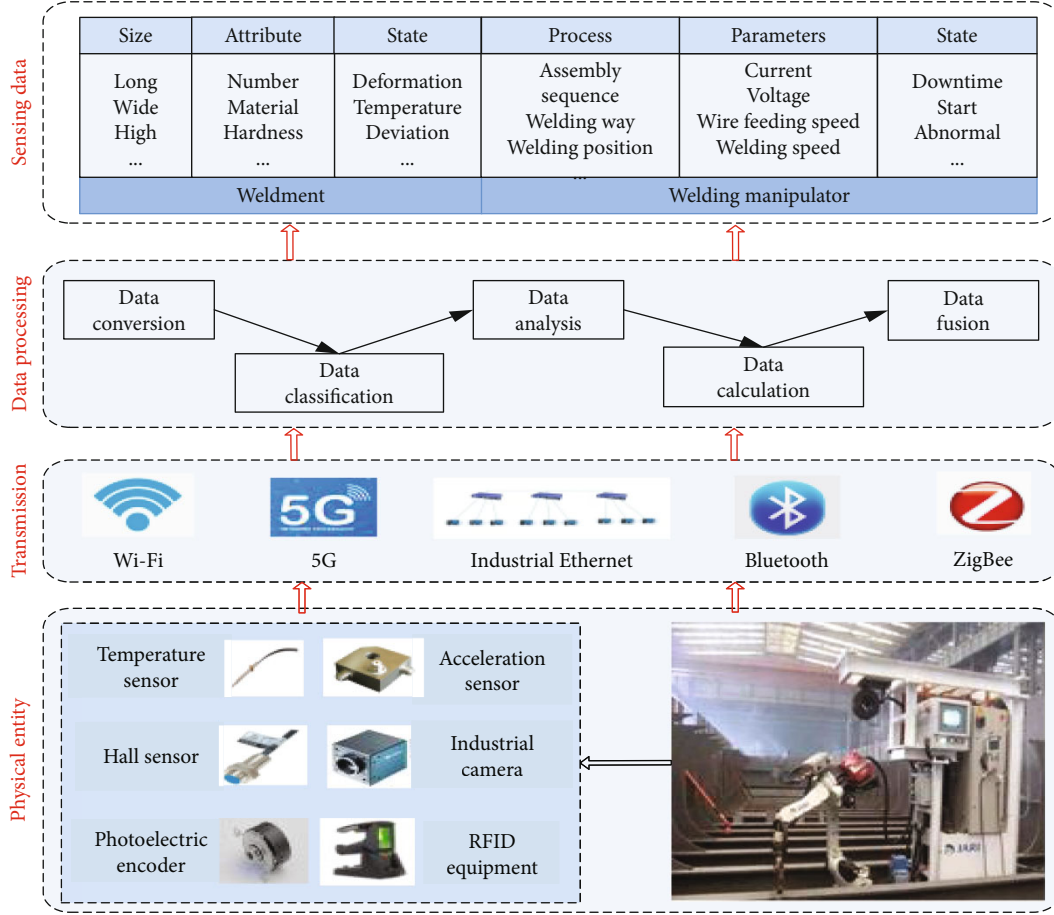 Sensing data
Size
Attribute
State
Process
Parameters
State
Long
Wide
High
...
Number
Material
Hardness
...
Deformation
Temperature
Deviation
...
Assembly
sequence
Welding way
Welding position
...
Current
Voltage
Wire feeding speed
Welding speed
Downtime
Start
Abnormal
...
Weldment
Welding manipulator
Data processing
Data
conversion
Data
classification
Data
analysis
Data
calculation
Data
fusion
Transmission
5G
Wi-Fi
5G
Industrial Ethernet
Bluetooth
ZigBee
Physical entity
Temperature
sensor
Acceleration
sensor
Hall sensor
Industrial
camera
Photoelectric
encoder
RFID
equipment
JARI